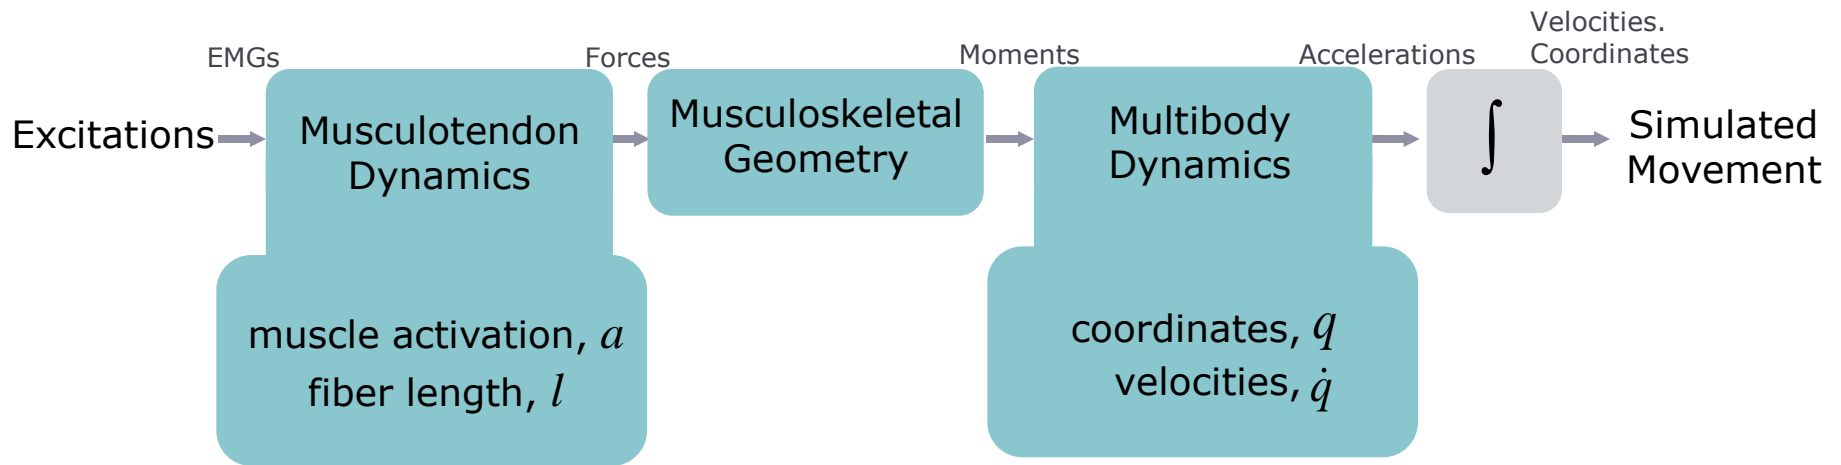 EMGs
Forces
Moments
Accelerations
Velocities.
Coordinates
Excitations
Musculotendon
Dynamics
Musculoskeletal
Geometry
Multibody
Dynamics
∫
Simulated
Movement
muscle activation, a
fiber length, l
coordinates, q
velocities, q̇